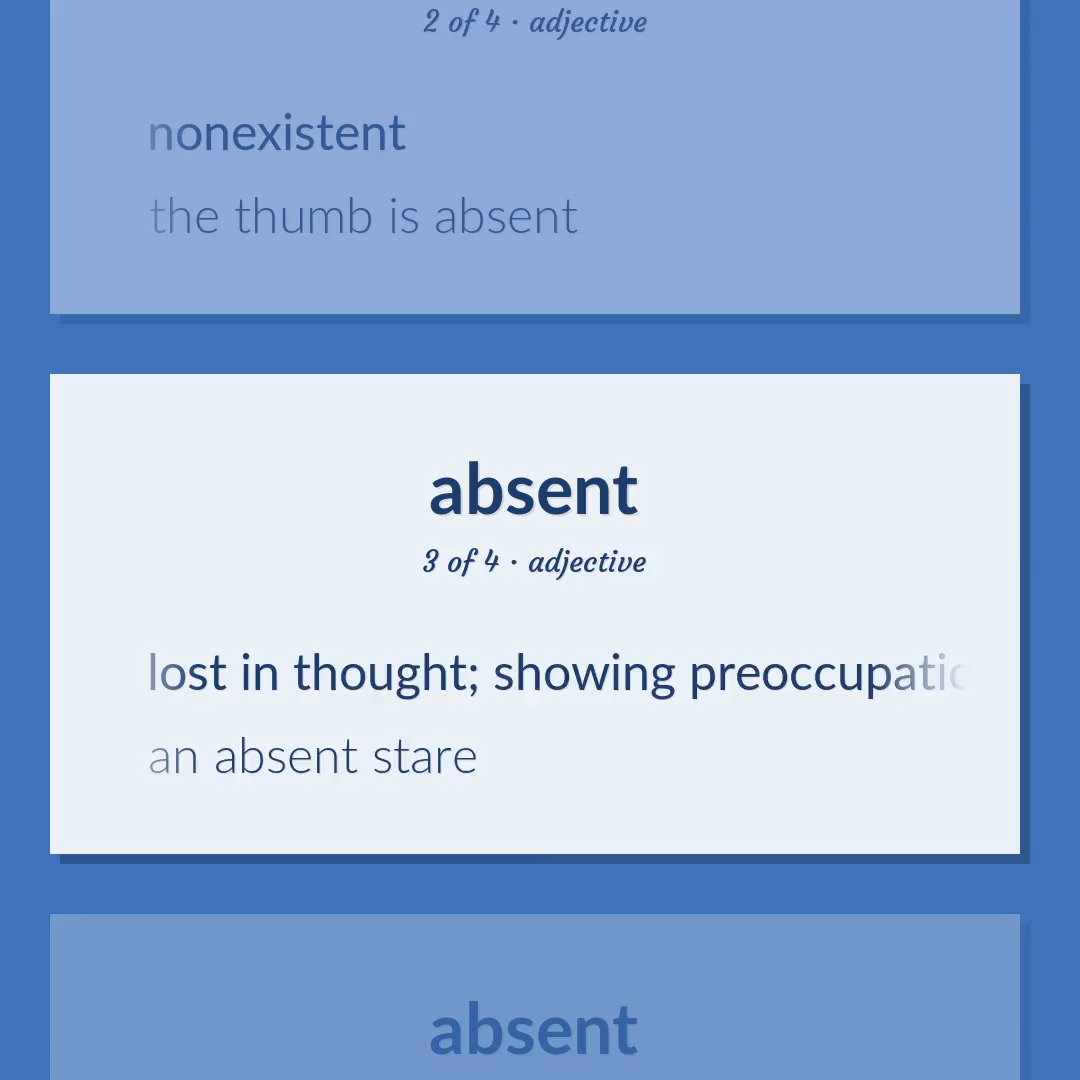 2 of 4 · adjective
nonexistent
the thumb is absent
absent
3 of 4 · adjective
lost in thought; showing preoccupatic
an absent stare
absent